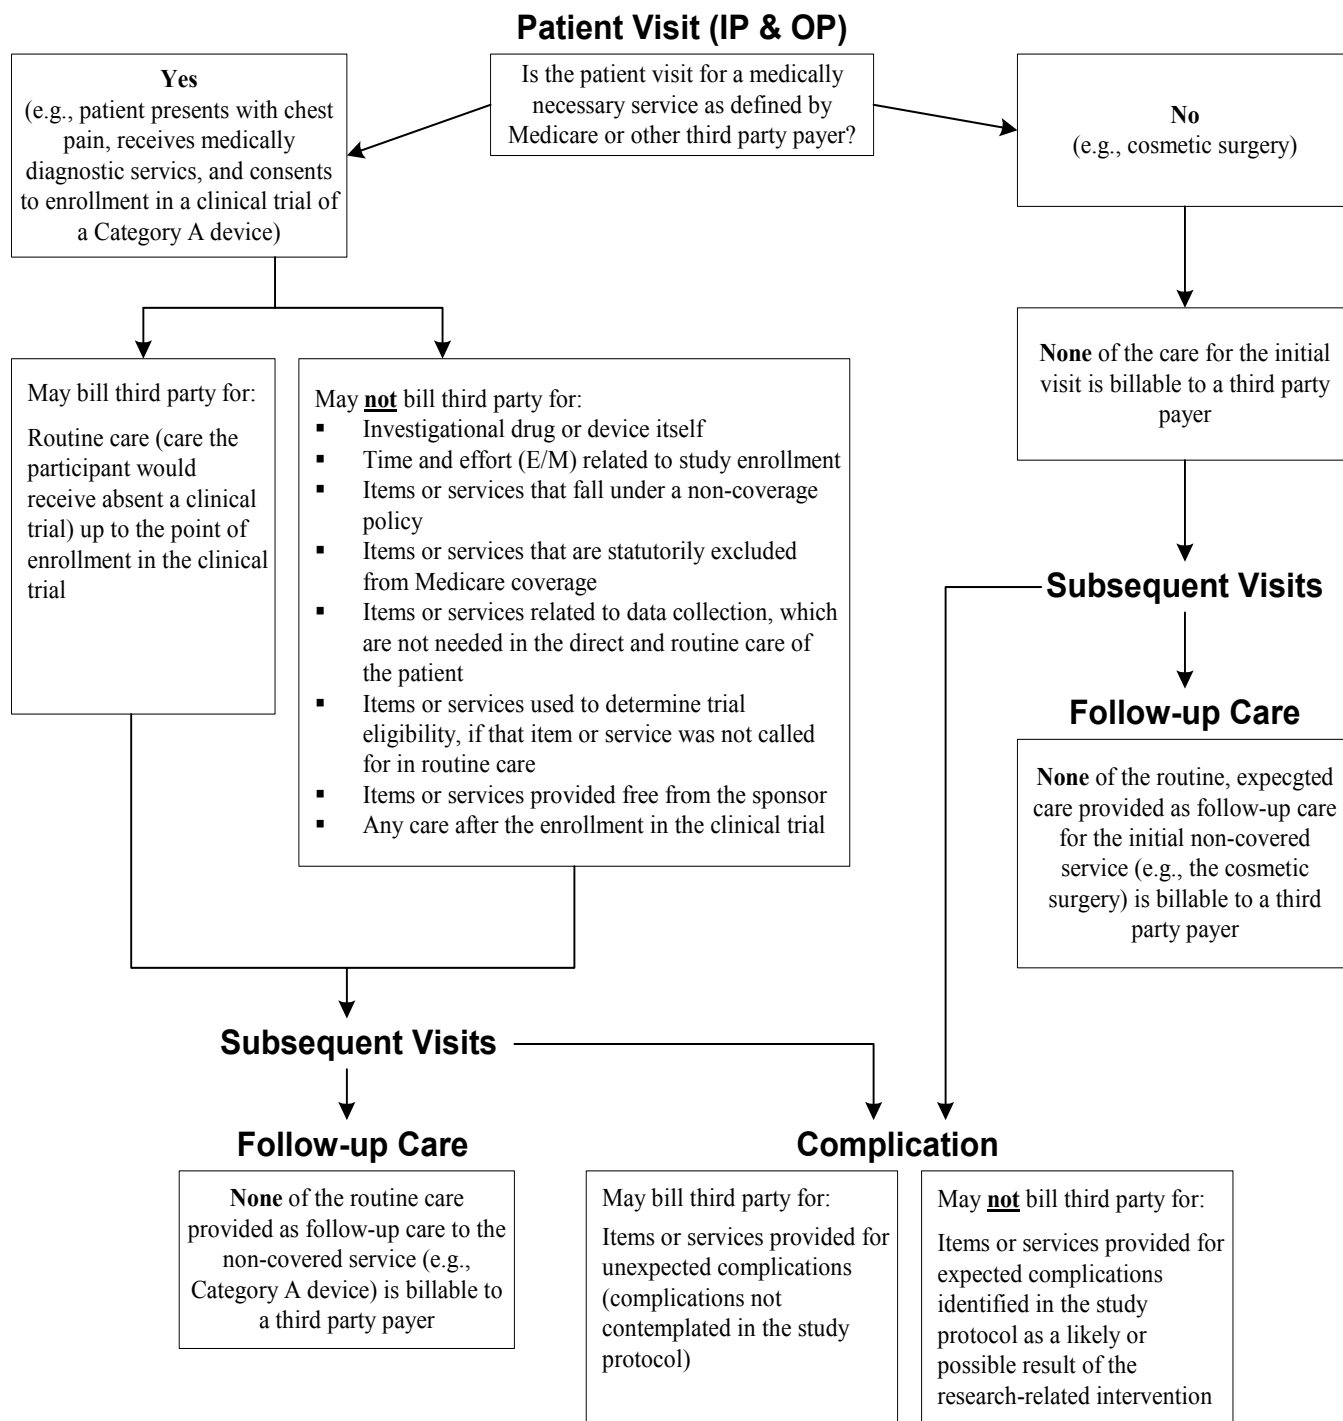 Patient Visit (IP & OP)
Yes
(e.g., patient presents with chest
pain, receives medically
diagnostic servics, and consents
to enrollment in a clinical trial of
a Category A device)
Is the patient visit for a medically
necessary service as defined by
Medicare or other third party payer?
No
(e.g., cosmetic surgery)
May bill third party for:
Routine care (care the
participant would
receive absent a clinical
trial) up to the point of
enrollment in the clinical
trial
May not bill third party for:
▪ Investigational drug or device itself
▪ Time and effort (E/M) related to study enrollment
▪ Items or services that fall under a non-coverage
policy
▪ Items or services that are statutorily excluded
from Medicare coverage
▪ Items or services related to data collection, which
are not needed in the direct and routine care of
the patient
▪ Items or services used to determine trial
eligibility, if that item or service was not called
for in routine care
▪ Items or services provided free from the sponsor
▪ Any care after the enrollment in the clinical trial
None of the care for the initial
visit is billable to a third party
payer
Subsequent Visits
Follow-up Care
None of the routine, expecgted
care provided as follow-up care
for the initial non-covered
service (e.g., the cosmetic
surgery) is billable to a third
party payer
Subsequent Visits
Follow-up Care
None of the routine care
provided as follow-up care to
the non-covered service (e.g.,
Category A device) is billable to
a third party payer
Complication
May bill third party for:
Items or services provided for
unexpected complications
(complications not
contemplated in the study
protocol)
May not bill third party for:
Items or services provided for
expected complications
identified in the study
protocol as a likely or
possible result of the
research-related intervention